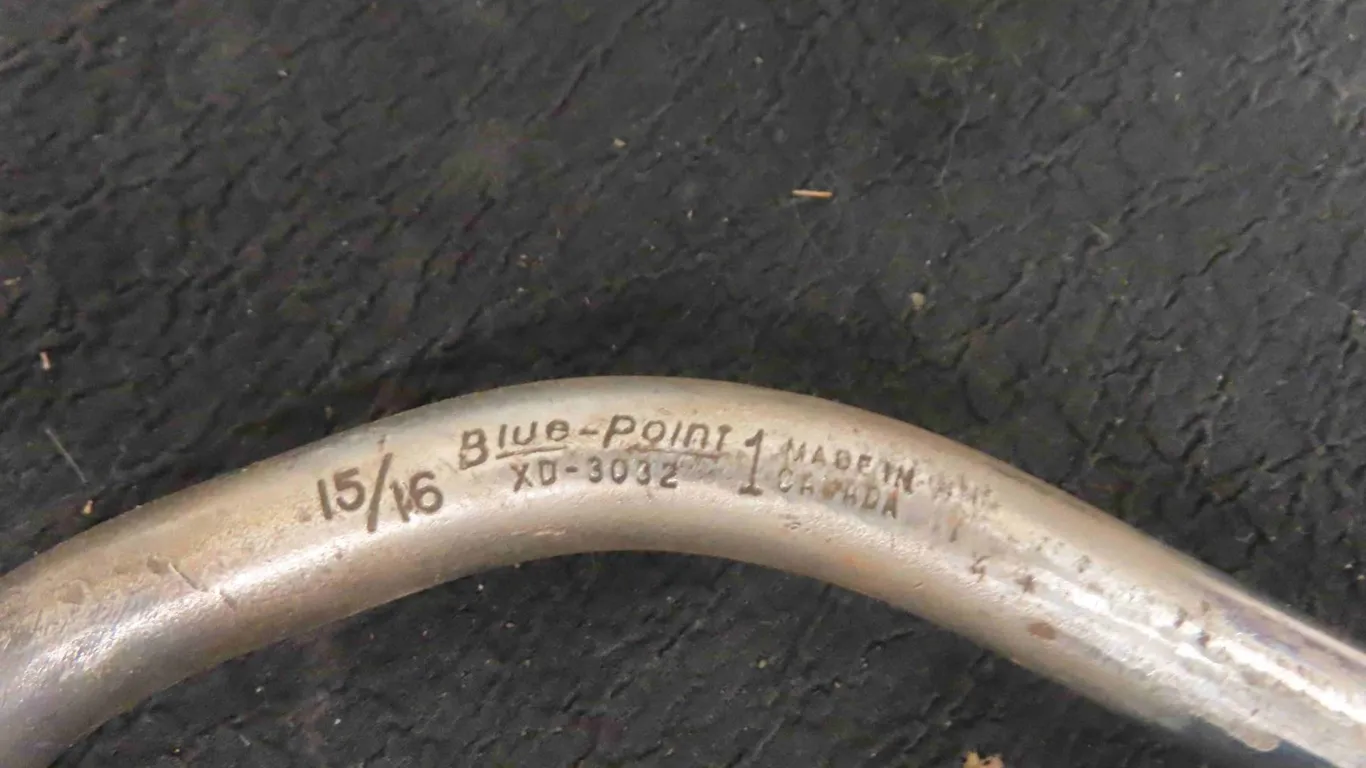 15/16 Blue-Point 1 MADE IN
XD-3032 CANADA